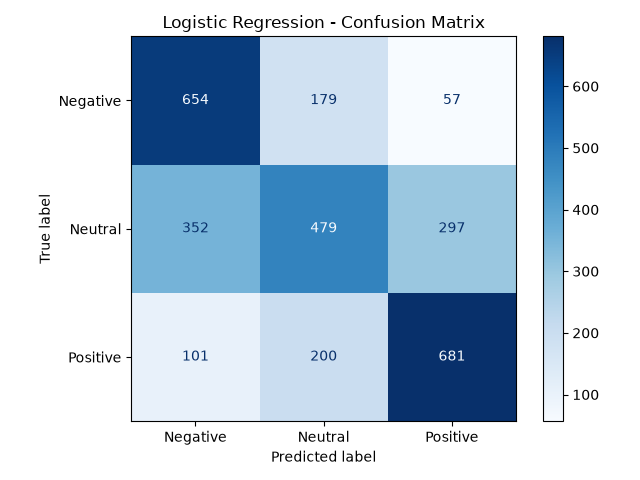 Logistic Regression - Confusion Matrix
Negative 654 179 57
Neutral 352 479 297
Positive 101 200 681
Negative Neutral Positive
Predicted label
True label
600
500
400
300
200
100